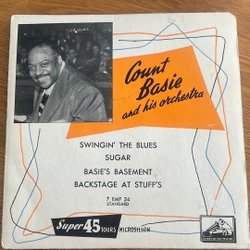 Count
Basie
and his orchestra
SWINGIN' THE BLUES
SUGAR
BASIE'S BASEMENT
BACKSTAGE AT STUFF'S
7 EMF 24
STANDARD
Super 45 TOURS MICROSILLON